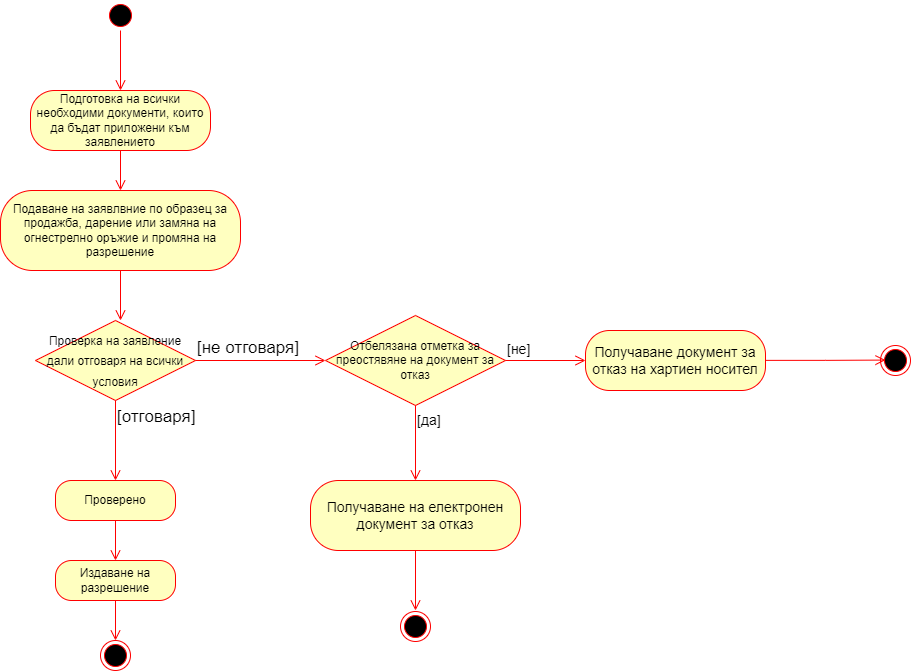 Подготовка на всички
необходими документи, които
да бъдат приложени към
заявлението
Подаване на заявлвние по образец за
продажба, дарение или замяна на
огнестрелно оръжие и промяна на
разрешение
Проверка на заявление
дали отговаря на всички
условия
[не отговаря]
Отбелязана отметка за
преостявяне на документ за
отказ
[не]
Получаване документ за
отказ на хартиен носител
[отговаря]
[да]
Проверено
Получаване на електронен
документ за отказ
Издаване на
разрешение